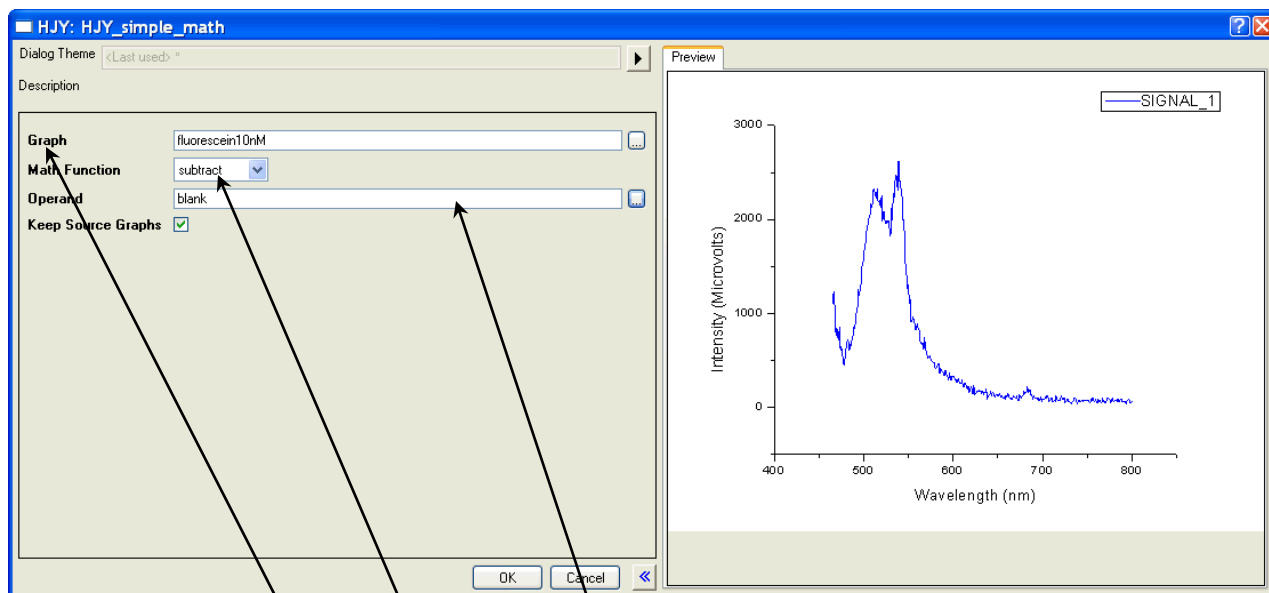 HJY: HJY_simple_math
Dialog Theme <Last used> *
Description
Graph fluorescein10nM ...
Math Function subtract
Operand blank ...
Keep Source Graphs
OK Cancel «
Preview
SIGNAL_1
3000
2000
1000
0
Intensity (Microvolts)
400 500 600 700 800
Wavelength (nm)